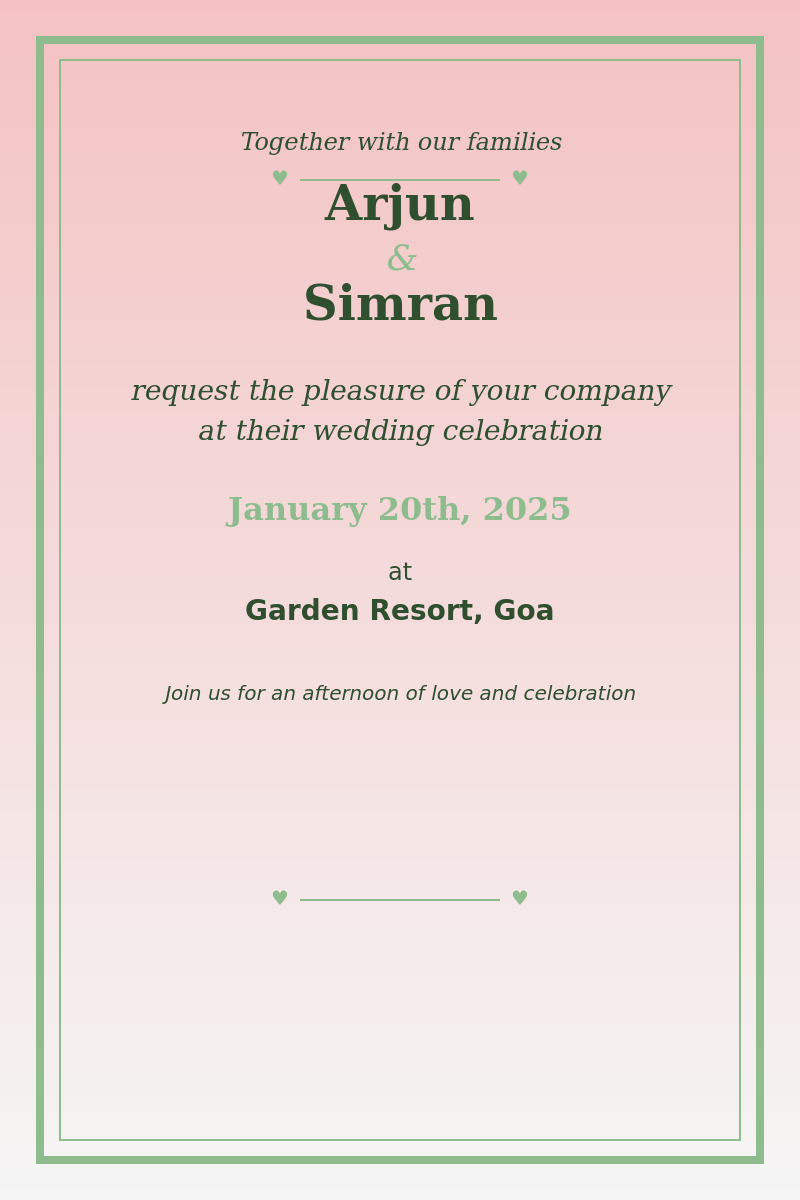 Together with our families
♥ ♥
Arjun
&
Simran
request the pleasure of your company
at their wedding celebration
January 20th, 2025
at
Garden Resort, Goa
Join us for an afternoon of love and celebration
♥ ♥